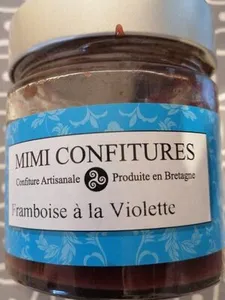 MIMI CONFITURES
Confiture Artisanale Produite en Bretagne
Framboise à la Violette